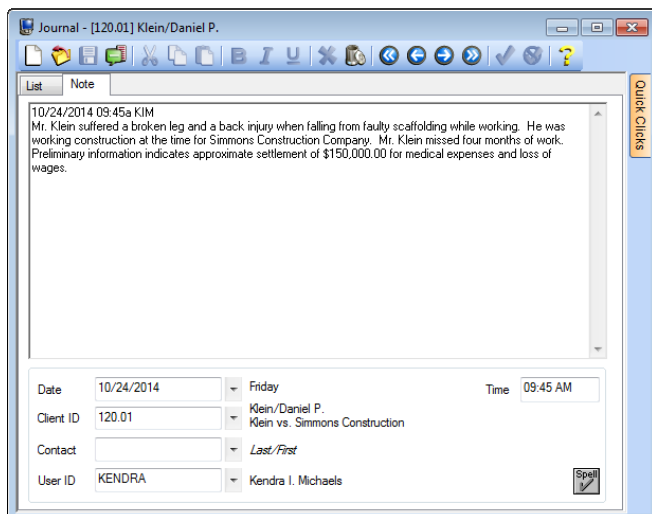 Journal - [120.01] Klein/Daniel P.
B I U
?
List Note
Quick Clicks
10/24/2014 09:45a KIM
Mr. Klein suffered a broken leg and a back injury when falling from faulty scaffolding while working. He was
working construction at the time for Simmons Construction Company. Mr. Klein missed four months of work.
Preliminary information indicates approximate settlement of $150,000.00 for medical expenses and loss of
wages.
Date 10/24/2014 Friday Time 09:45 AM
Client ID 120.01 Klein/Daniel P.
Klein vs. Simmons Construction
Contact Last/First
User ID KENDRA Kendra I. Michaels Spell